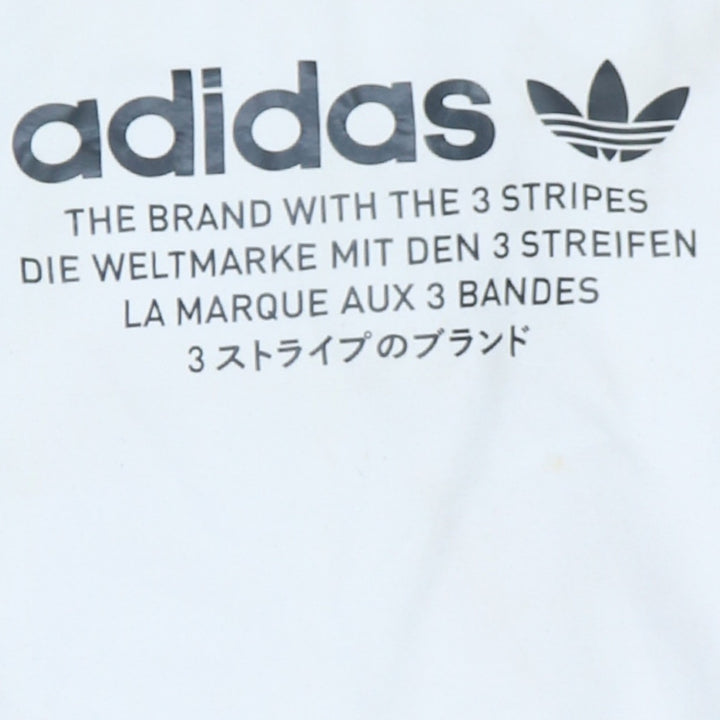 adidas
THE BRAND WITH THE 3 STRIPES
DIE WELTMARKE MIT DEN 3 STREIFEN
LA MARQUE AUX 3 BANDES
3 ストライプのブランド